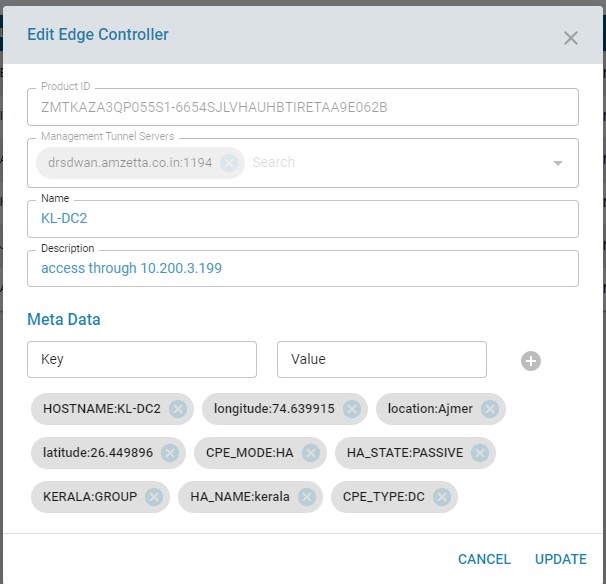 Edit Edge Controller
Product ID
ZMTKAZA3QP055S1-6654SJLVHAUHBTIRETAA9E062B
Management Tunnel Servers
drsdwan.amzetta.co.in:1194 Search
Name
KL-DC2
Description
access through 10.200.3.199
Meta Data
Key Value
HOSTNAME:KL-DC2 longitude:74.639915 location:Ajmer
latitude:26.449896 CPE_MODE:HA HA_STATE:PASSIVE
KERALA:GROUP HA_NAME:kerala CPE_TYPE:DC
CANCEL UPDATE